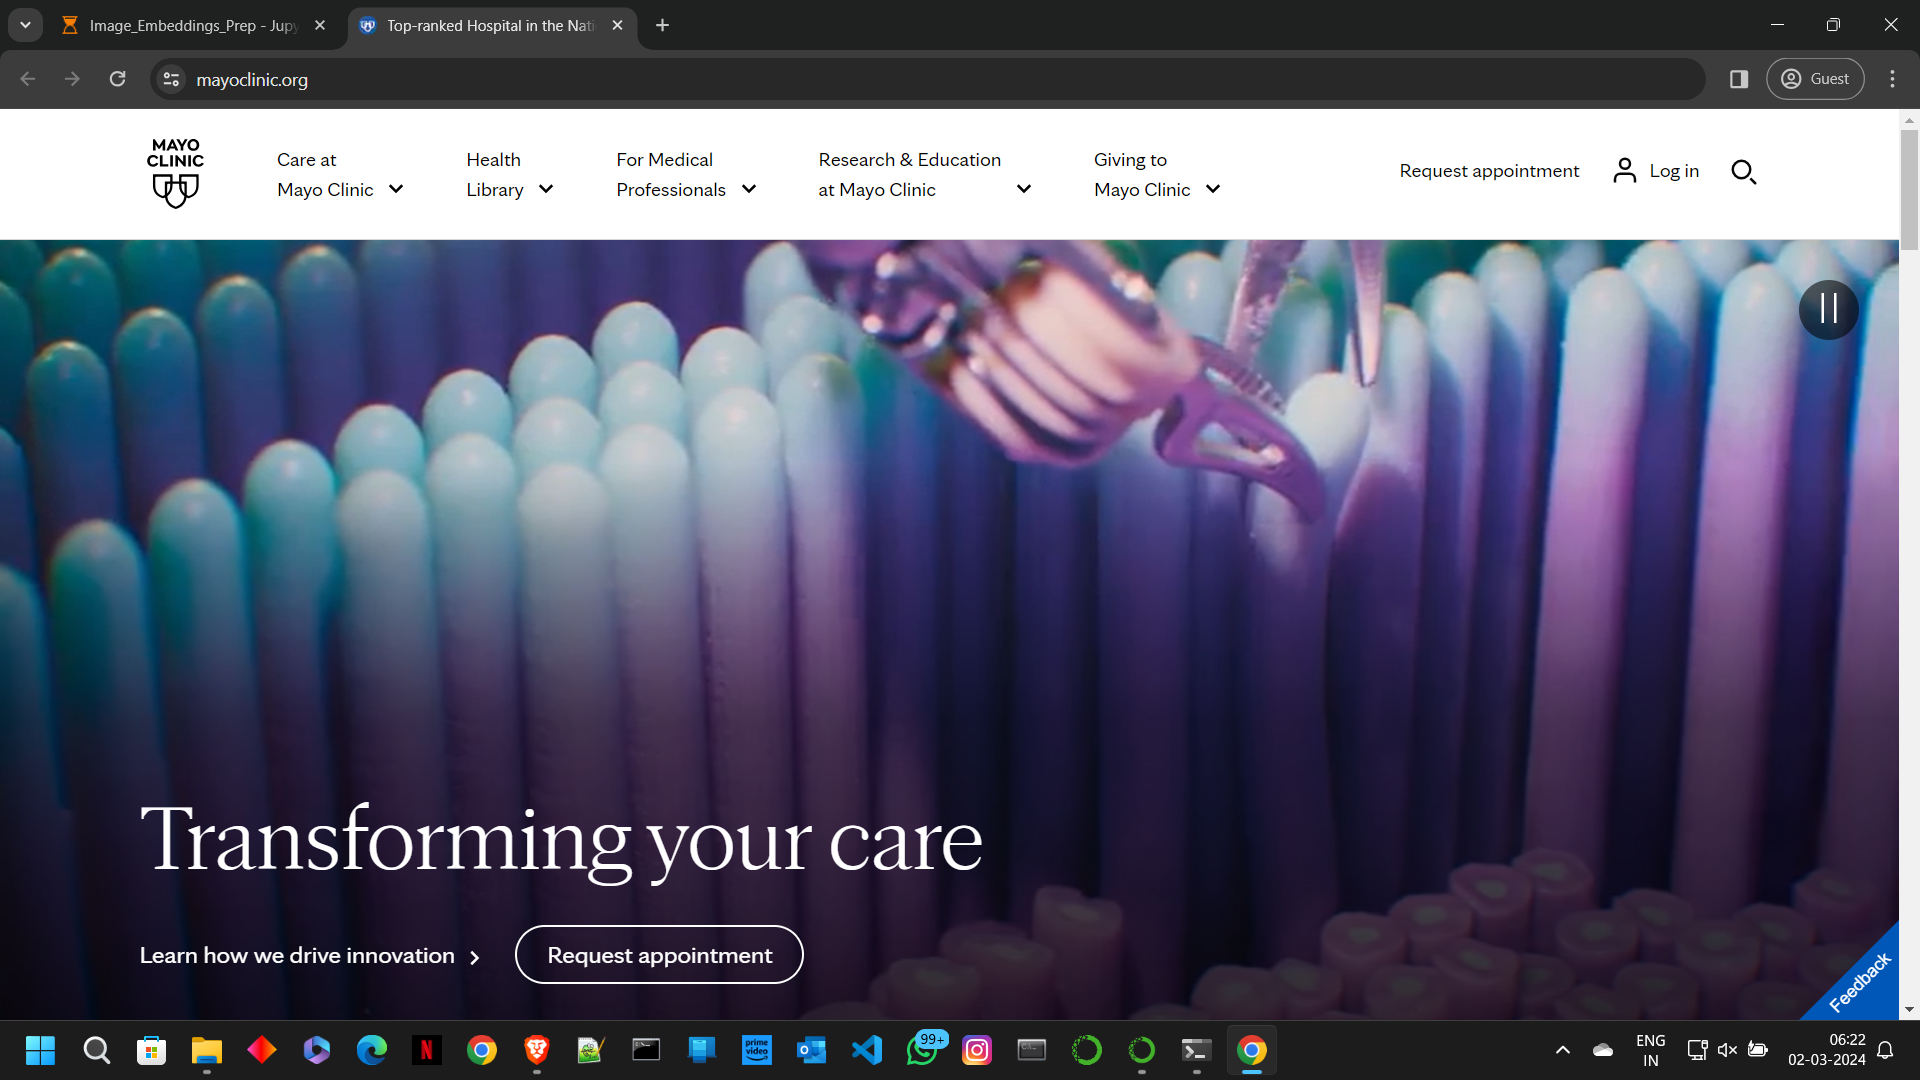 Image_Embeddings_Prep - Jupy
Top-ranked Hospital in the Nati
mayoclinic.org
Guest
MAYO
CLINIC
Care at
Mayo Clinic
Health
Library
For Medical
Professionals
Research & Education
at Mayo Clinic
Giving to
Mayo Clinic
Request appointment
Log in
Transforming your care
Learn how we drive innovation
Request appointment
Feedback
prime
video
99+
ENG
IN
06:22
02-03-2024